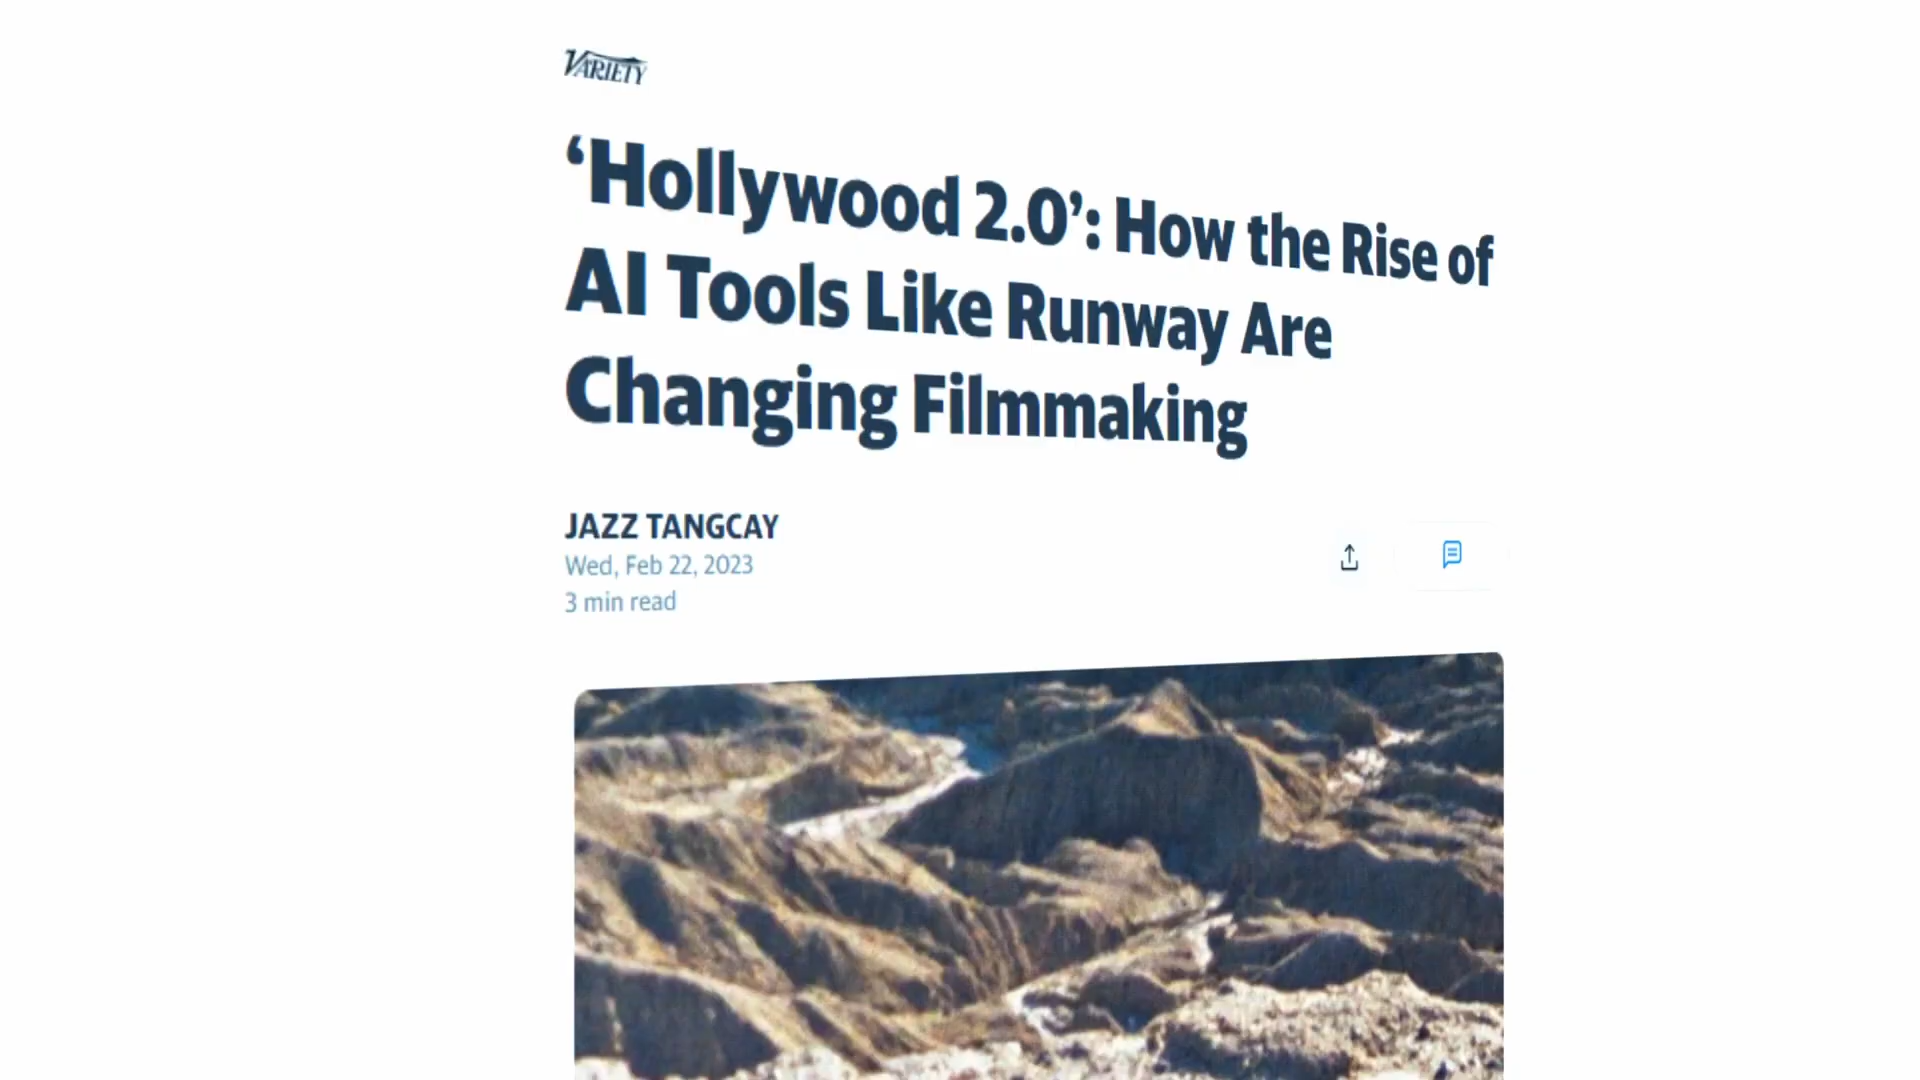 VARIETY
‘Hollywood 2.0’: How the Rise of
AI Tools Like Runway Are
Changing Filmmaking
JAZZ TANGCAY
Wed, Feb 22, 2023
3 min read